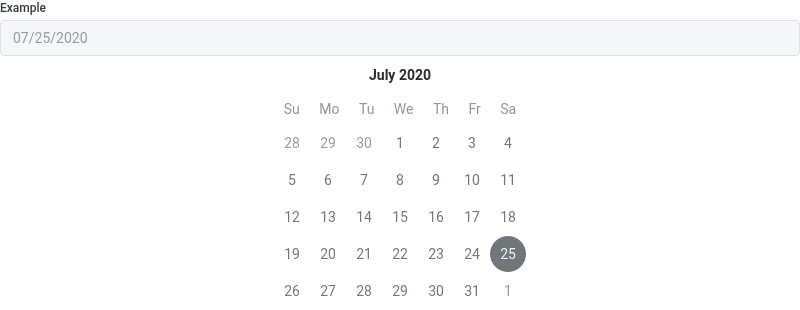 Example
07/25/2020
July 2020
Su Mo Tu We Th Fr Sa
28 29 30 1 2 3 4
5 6 7 8 9 10 11
12 13 14 15 16 17 18
19 20 21 22 23 24 25
26 27 28 29 30 31 1